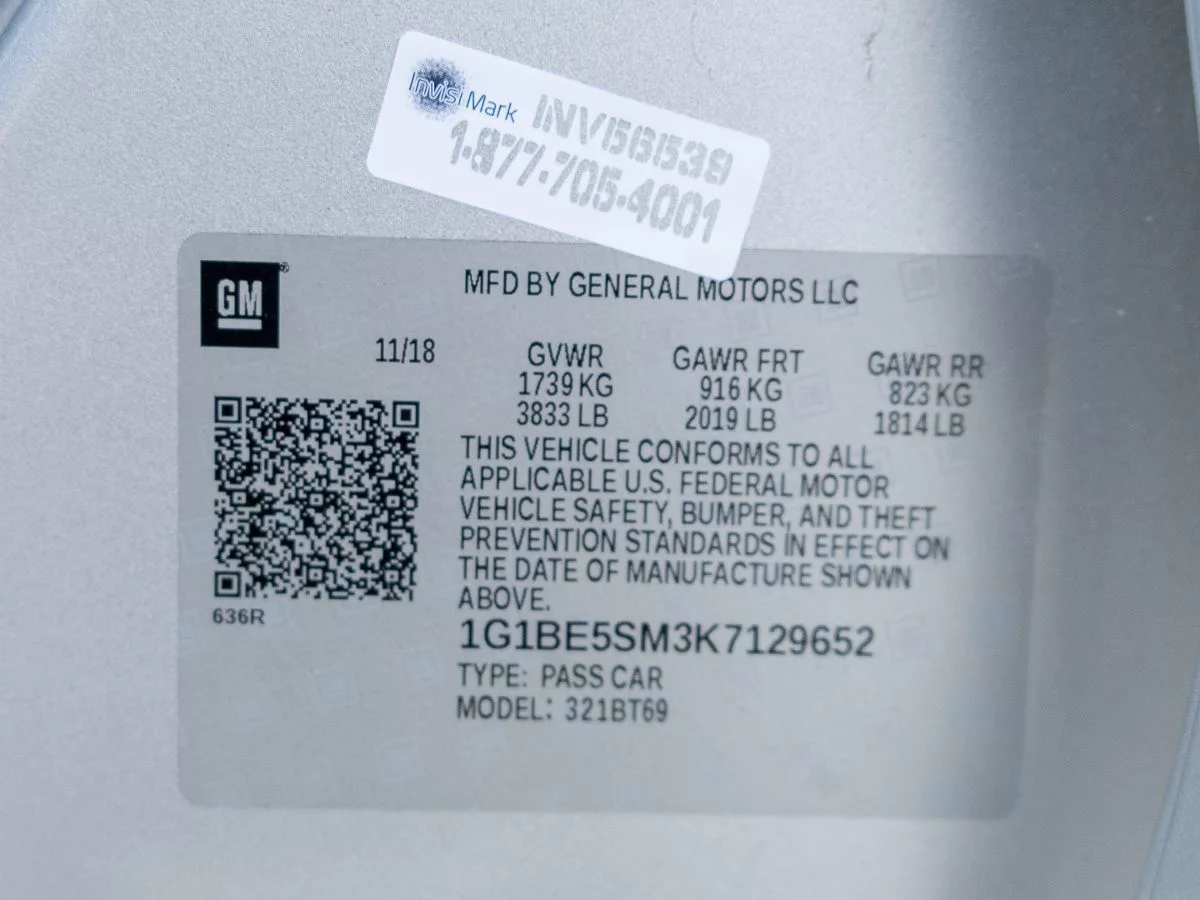 Invisi Mark INV56539
1-877-705-4001
GM®
MFD BY GENERAL MOTORS LLC
11/18 GVWR GAWR FRT GAWR RR
1739 KG 916 KG 823 KG
3833 LB 2019 LB 1814 LB
THIS VEHICLE CONFORMS TO ALL
APPLICABLE U.S. FEDERAL MOTOR
VEHICLE SAFETY, BUMPER, AND THEFT
PREVENTION STANDARDS IN EFFECT ON
THE DATE OF MANUFACTURE SHOWN
ABOVE.
636R
1G1BE5SM3K7129652
TYPE: PASS CAR
MODEL: 321BT69